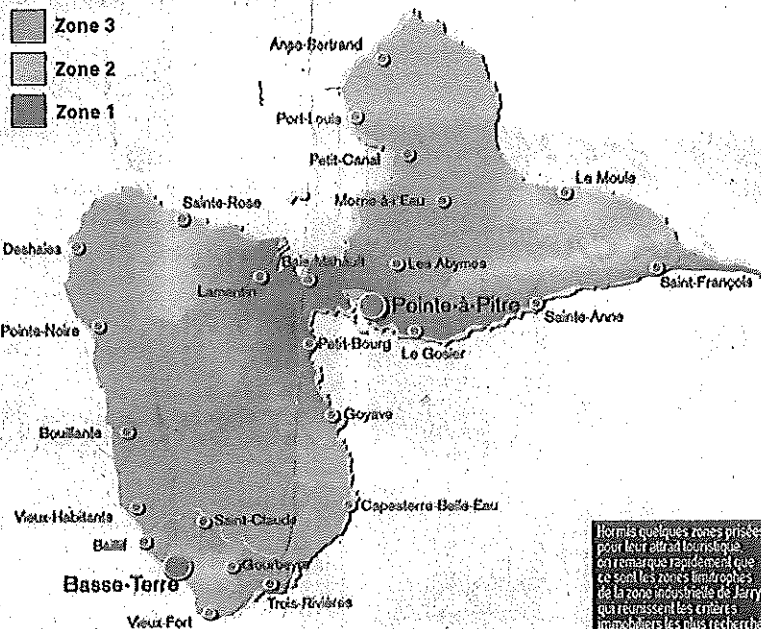 Zone 3
Zone 2
Zone 1
Anse-Bertrand
Port-Louis
Petit-Canal
Le Moule
Sainte-Rose
Morne-à-l'Eau
Deshaies
Baie-Mahault
Les Abymes
Lamentin
Saint-François
Pointe-à-Pitre
Sainte-Anne
Pointe-Noire
Petit-Bourg
Le Gosier
Goyave
Bouillante
Vieux-Habitants
Saint-Claude
Capesterre-Belle-Eau
Baillif
Gourbeyre
Basse-Terre
Trois-Rivières
Vieux-Fort
Hormis quelques zones prisées
pour leur attrait touristique,
on remarque rapidement que
ce sont les zones limitrophes
de la zone industrielle de Jarry
qui réunissent les critères
immobiliers les plus